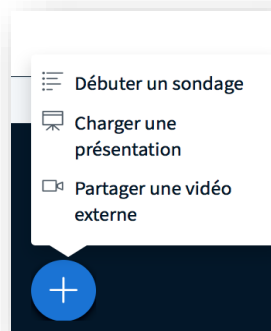 Débuter un sondage
Charger une
présentation
Partager une vidéo
externe